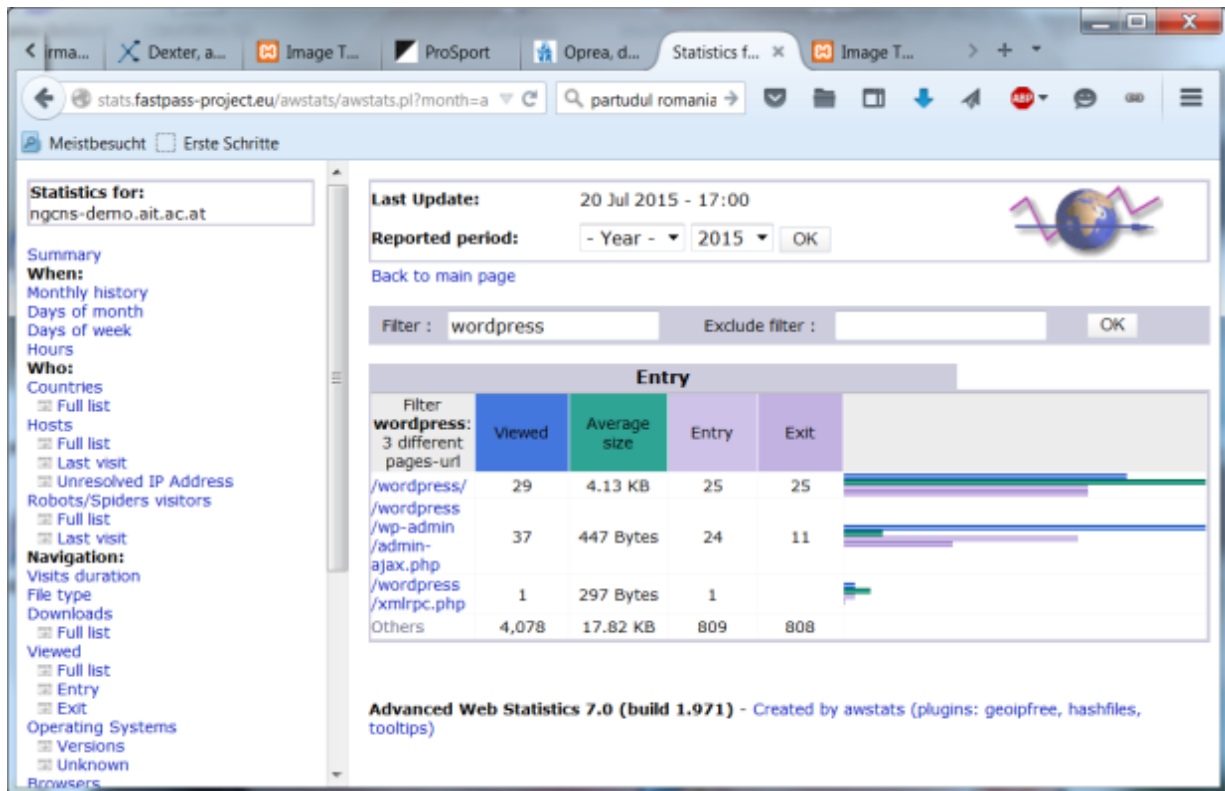 irma...
Dexter, a...
Image T...
ProSport
Oprea, d...
Statistics f...
Image T...
stats.fastpass-project.eu/awstats/awstats.pl?month=a
partudul romania
ABP
Meistbesucht
Erste Schritte
Statistics for:
ngcns-demo.ait.ac.at
Summary
When:
Monthly history
Days of month
Days of week
Hours
Who:
Countries
Full list
Hosts
Full list
Last visit
Unresolved IP Address
Robots/Spiders visitors
Full list
Last visit
Navigation:
Visits duration
File type
Downloads
Full list
Viewed
Full list
Entry
Exit
Operating Systems
Versions
Unknown
Browsers
Last Update: 20 Jul 2015 - 17:00
Reported period: - Year - 2015 OK
Back to main page
Filter : wordpress Exclude filter : OK
Entry
Filter
wordpress:
3 different
pages-url
Viewed
Average
size
Entry
Exit
/wordpress/ 29 4.13 KB 25 25
/wordpress
/wp-admin
/admin-
ajax.php
37 447 Bytes 24 11
/wordpress
/xmlrpc.php
1 297 Bytes 1
Others 4,078 17.82 KB 809 808
Advanced Web Statistics 7.0 (build 1.971) - Created by awstats (plugins: geoipfree, hashfiles,
tooltips)